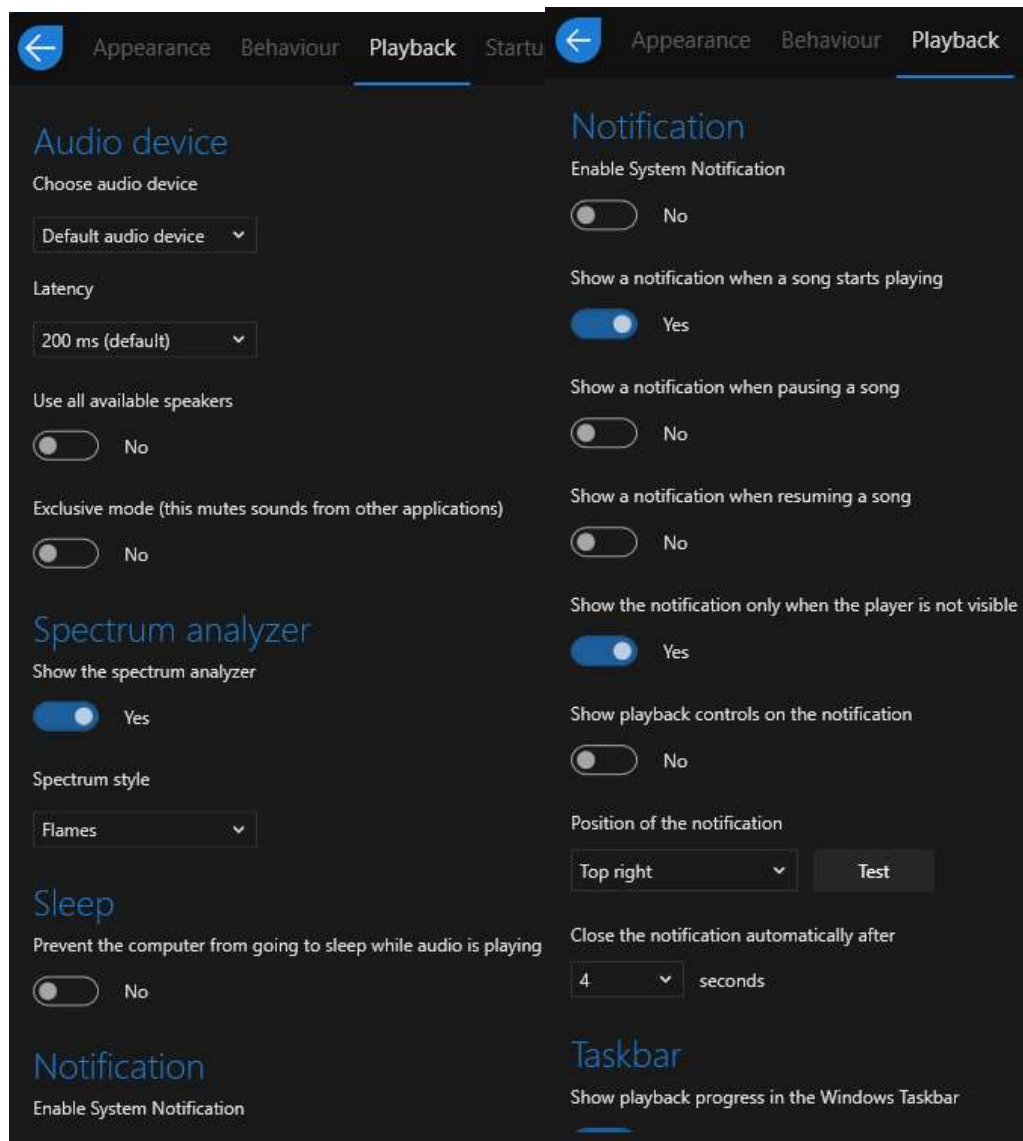 Appearance Behaviour Playback Startu
Audio device
Choose audio device
Default audio device
Latency
200 ms (default)
Use all available speakers
No
Exclusive mode (this mutes sounds from other applications)
No
Spectrum analyzer
Show the spectrum analyzer
Yes
Spectrum style
Flames
Sleep
Prevent the computer from going to sleep while audio is playing
No
Notification
Enable System Notification
Appearance Behaviour Playback
Notification
Enable System Notification
No
Show a notification when a song starts playing
Yes
Show a notification when pausing a song
No
Show a notification when resuming a song
No
Show the notification only when the player is not visible
Yes
Show playback controls on the notification
No
Position of the notification
Top right Test
Close the notification automatically after
4 seconds
Taskbar
Show playback progress in the Windows Taskbar